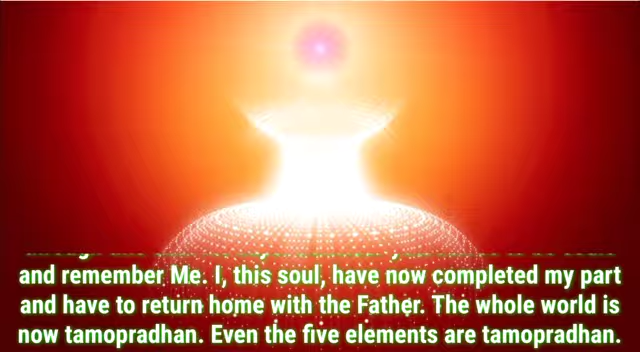 and remember Me. I, this soul, have now completed my part
and have to return home with the Father. The whole world is
now tamopradhan. Even the five elements are tamopradhan.